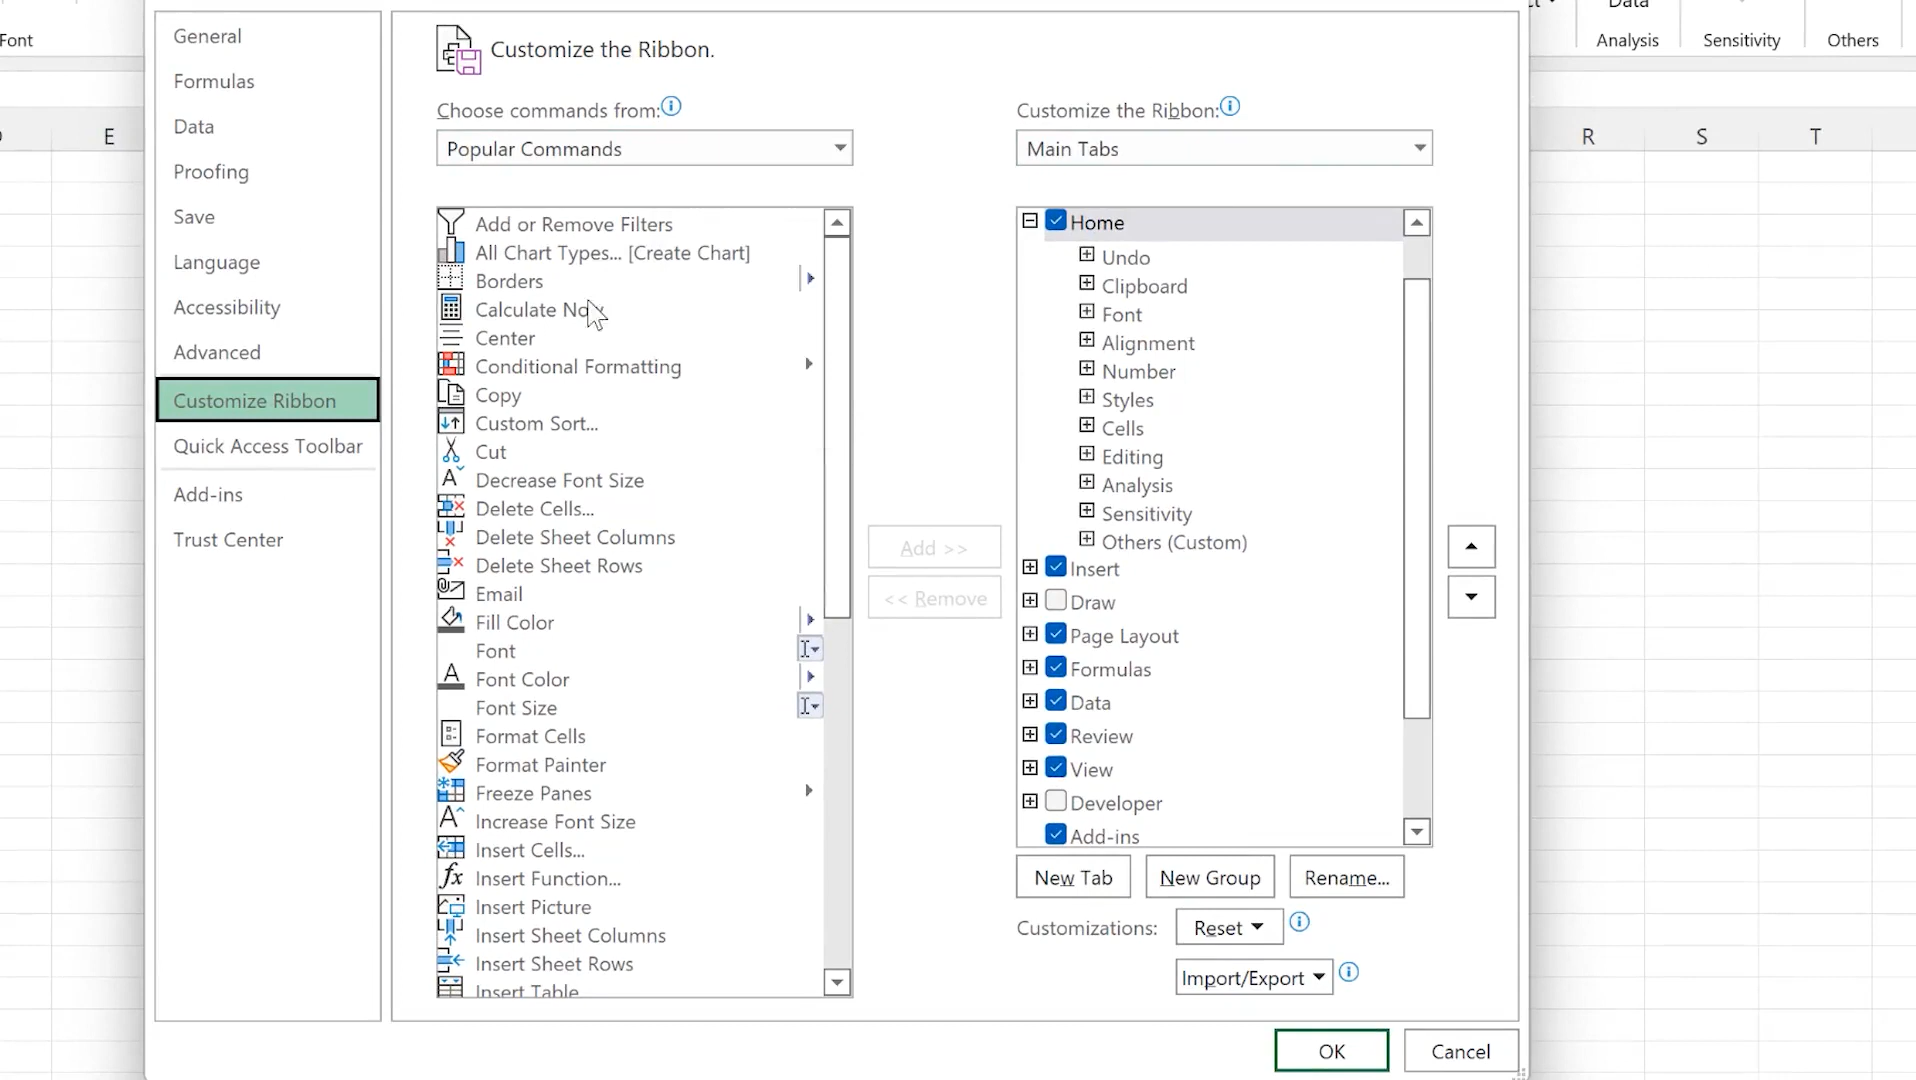 Font
Data
Analysis
Sensitivity
Others
E
R
S
T
General
Formulas
Data
Proofing
Save
Language
Accessibility
Advanced
Customize Ribbon
Quick Access Toolbar
Add-ins
Trust Center
Customize the Ribbon.
Choose commands from:
Popular Commands
Add or Remove Filters
All Chart Types... [Create Chart]
Borders
Calculate Now
Center
Conditional Formatting
Copy
Custom Sort...
Cut
Decrease Font Size
Delete Cells...
Delete Sheet Columns
Delete Sheet Rows
Email
Fill Color
Font
Font Color
Font Size
Format Cells
Format Painter
Freeze Panes
Increase Font Size
Insert Cells...
Insert Function...
Insert Picture
Insert Sheet Columns
Insert Sheet Rows
Insert Table
Add >>
<< Remove
Customize the Ribbon:
Main Tabs
Home
Undo
Clipboard
Font
Alignment
Number
Styles
Cells
Editing
Analysis
Sensitivity
Others (Custom)
Insert
Draw
Page Layout
Formulas
Data
Review
View
Developer
Add-ins
New Tab
New Group
Rename...
Customizations:
Reset
Import/Export
OK
Cancel